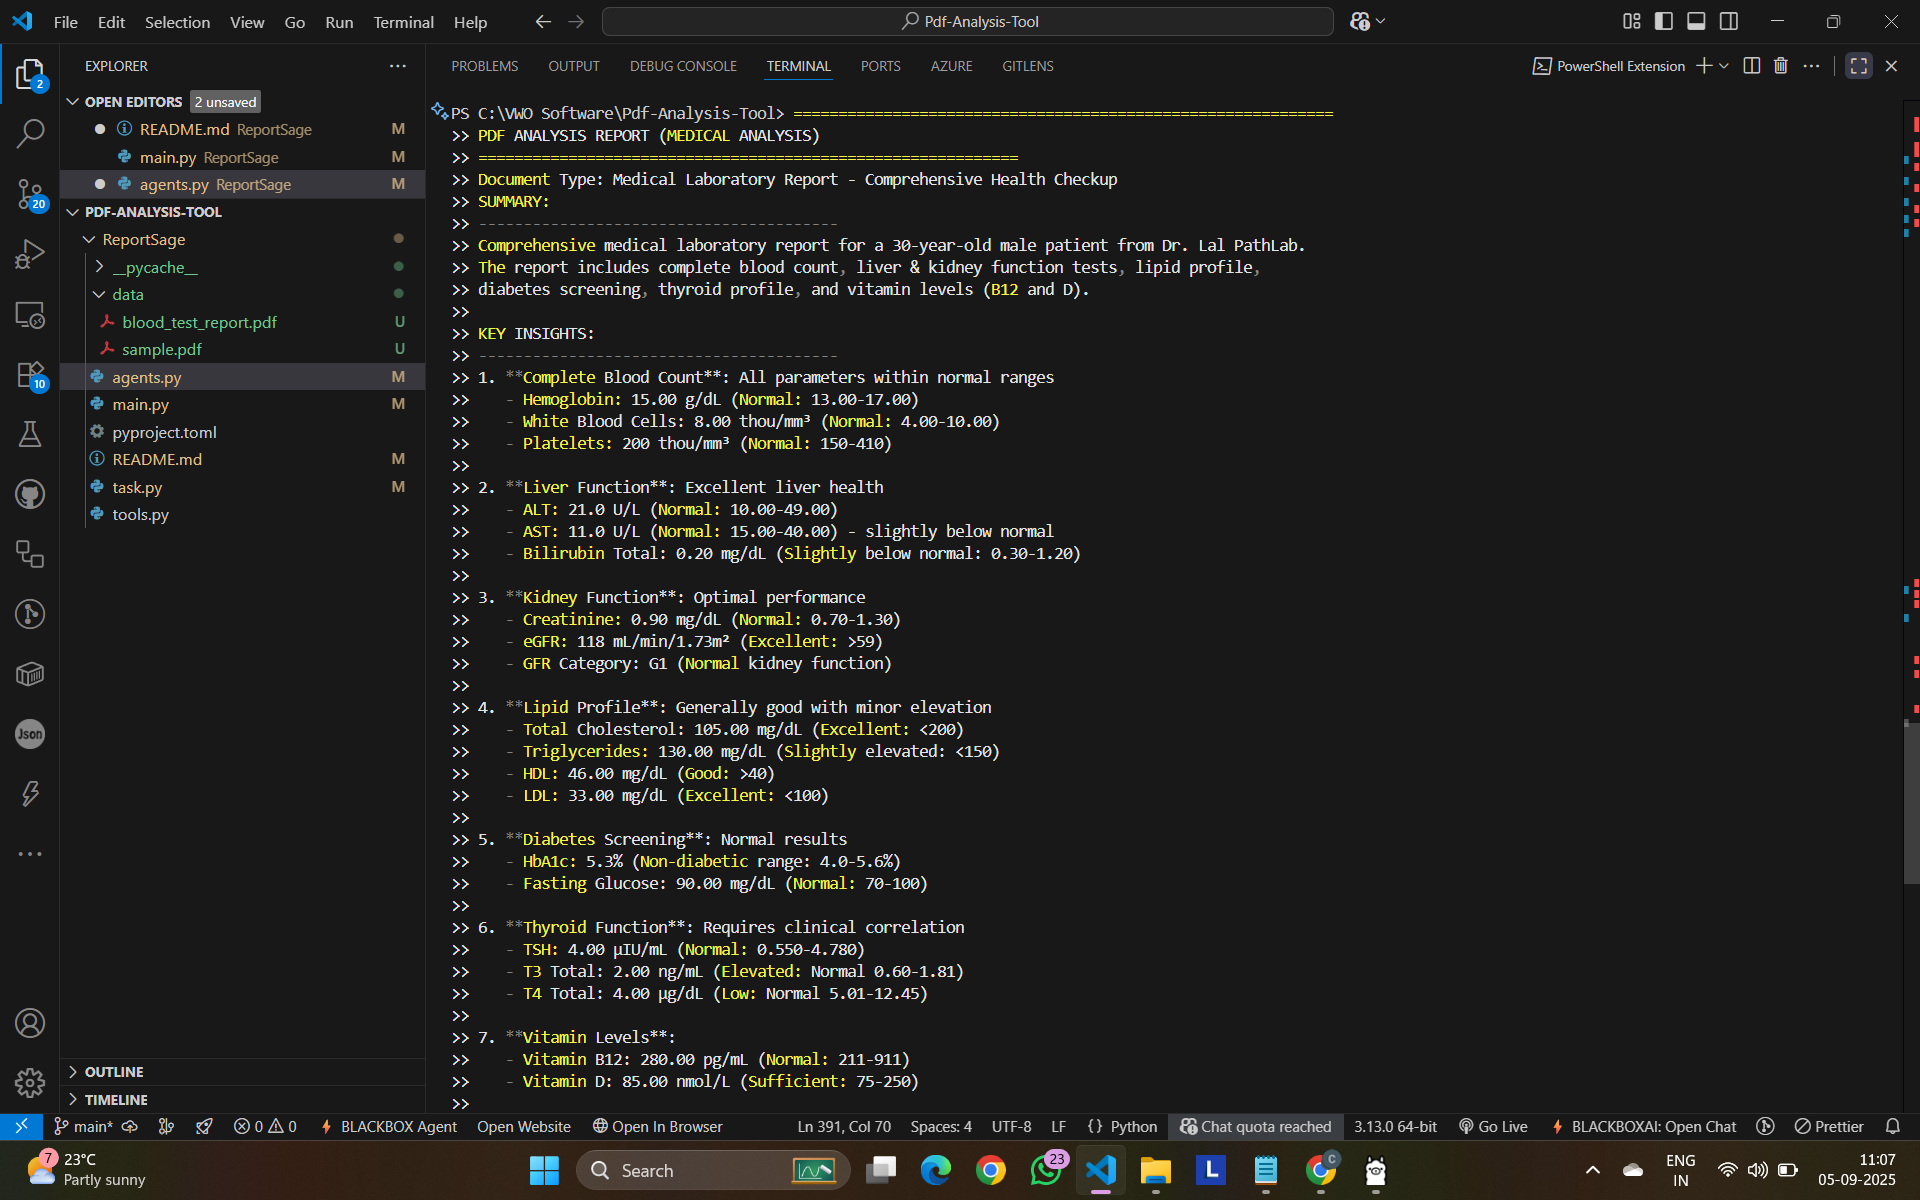 File Edit Selection View Go Run Terminal Help
Pdf-Analysis-Tool
EXPLORER
OPEN EDITORS 2 unsaved
README.md ReportSage M
main.py ReportSage M
agents.py ReportSage M
PDF-ANALYSIS-TOOL
ReportSage
__pycache__
data
blood_test_report.pdf U
sample.pdf U
agents.py M
main.py M
pyproject.toml
README.md M
task.py M
tools.py
OUTLINE
TIMELINE
2
20
10
Json
PROBLEMS OUTPUT DEBUG CONSOLE TERMINAL PORTS AZURE GITLENS
PowerShell Extension
PS C:\VWO Software\Pdf-Analysis-Tool> ============================================================
>> PDF ANALYSIS REPORT (MEDICAL ANALYSIS)
>> ============================================================
>> Document Type: Medical Laboratory Report - Comprehensive Health Checkup
>> SUMMARY:
>> ----------------------------------------
>> Comprehensive medical laboratory report for a 30-year-old male patient from Dr. Lal PathLab.
>> The report includes complete blood count, liver & kidney function tests, lipid profile,
>> diabetes screening, thyroid profile, and vitamin levels (B12 and D).
>>
>> KEY INSIGHTS:
>> ----------------------------------------
>> 1. **Complete Blood Count**: All parameters within normal ranges
>> - Hemoglobin: 15.00 g/dL (Normal: 13.00-17.00)
>> - White Blood Cells: 8.00 thou/mm³ (Normal: 4.00-10.00)
>> - Platelets: 200 thou/mm³ (Normal: 150-410)
>>
>> 2. **Liver Function**: Excellent liver health
>> - ALT: 21.0 U/L (Normal: 10.00-49.00)
>> - AST: 11.0 U/L (Normal: 15.00-40.00) - slightly below normal
>> - Bilirubin Total: 0.20 mg/dL (Slightly below normal: 0.30-1.20)
>>
>> 3. **Kidney Function**: Optimal performance
>> - Creatinine: 0.90 mg/dL (Normal: 0.70-1.30)
>> - eGFR: 118 mL/min/1.73m² (Excellent: >59)
>> - GFR Category: G1 (Normal kidney function)
>>
>> 4. **Lipid Profile**: Generally good with minor elevation
>> - Total Cholesterol: 105.00 mg/dL (Excellent: <200)
>> - Triglycerides: 130.00 mg/dL (Slightly elevated: <150)
>> - HDL: 46.00 mg/dL (Good: >40)
>> - LDL: 33.00 mg/dL (Excellent: <100)
>>
>> 5. **Diabetes Screening**: Normal results
>> - HbA1c: 5.3% (Non-diabetic range: 4.0-5.6%)
>> - Fasting Glucose: 90.00 mg/dL (Normal: 70-100)
>>
>> 6. **Thyroid Function**: Requires clinical correlation
>> - TSH: 4.00 μIU/mL (Normal: 0.550-4.780)
>> - T3 Total: 2.00 ng/mL (Elevated: Normal 0.60-1.81)
>> - T4 Total: 4.00 μg/dL (Low: Normal 5.01-12.45)
>>
>> 7. **Vitamin Levels**:
>> - Vitamin B12: 280.00 pg/mL (Normal: 211-911)
>> - Vitamin D: 85.00 nmol/L (Sufficient: 75-250)
>>
main* 0 0 BLACKBOX Agent Open Website Open In Browser Ln 391, Col 70 Spaces: 4 UTF-8 LF {} Python Chat quota reached 3.13.0 64-bit Go Live BLACKBOXAI: Open Chat Prettier
7 23°C
Partly sunny
Search
23
L
C
ENG
IN
11:07
05-09-2025